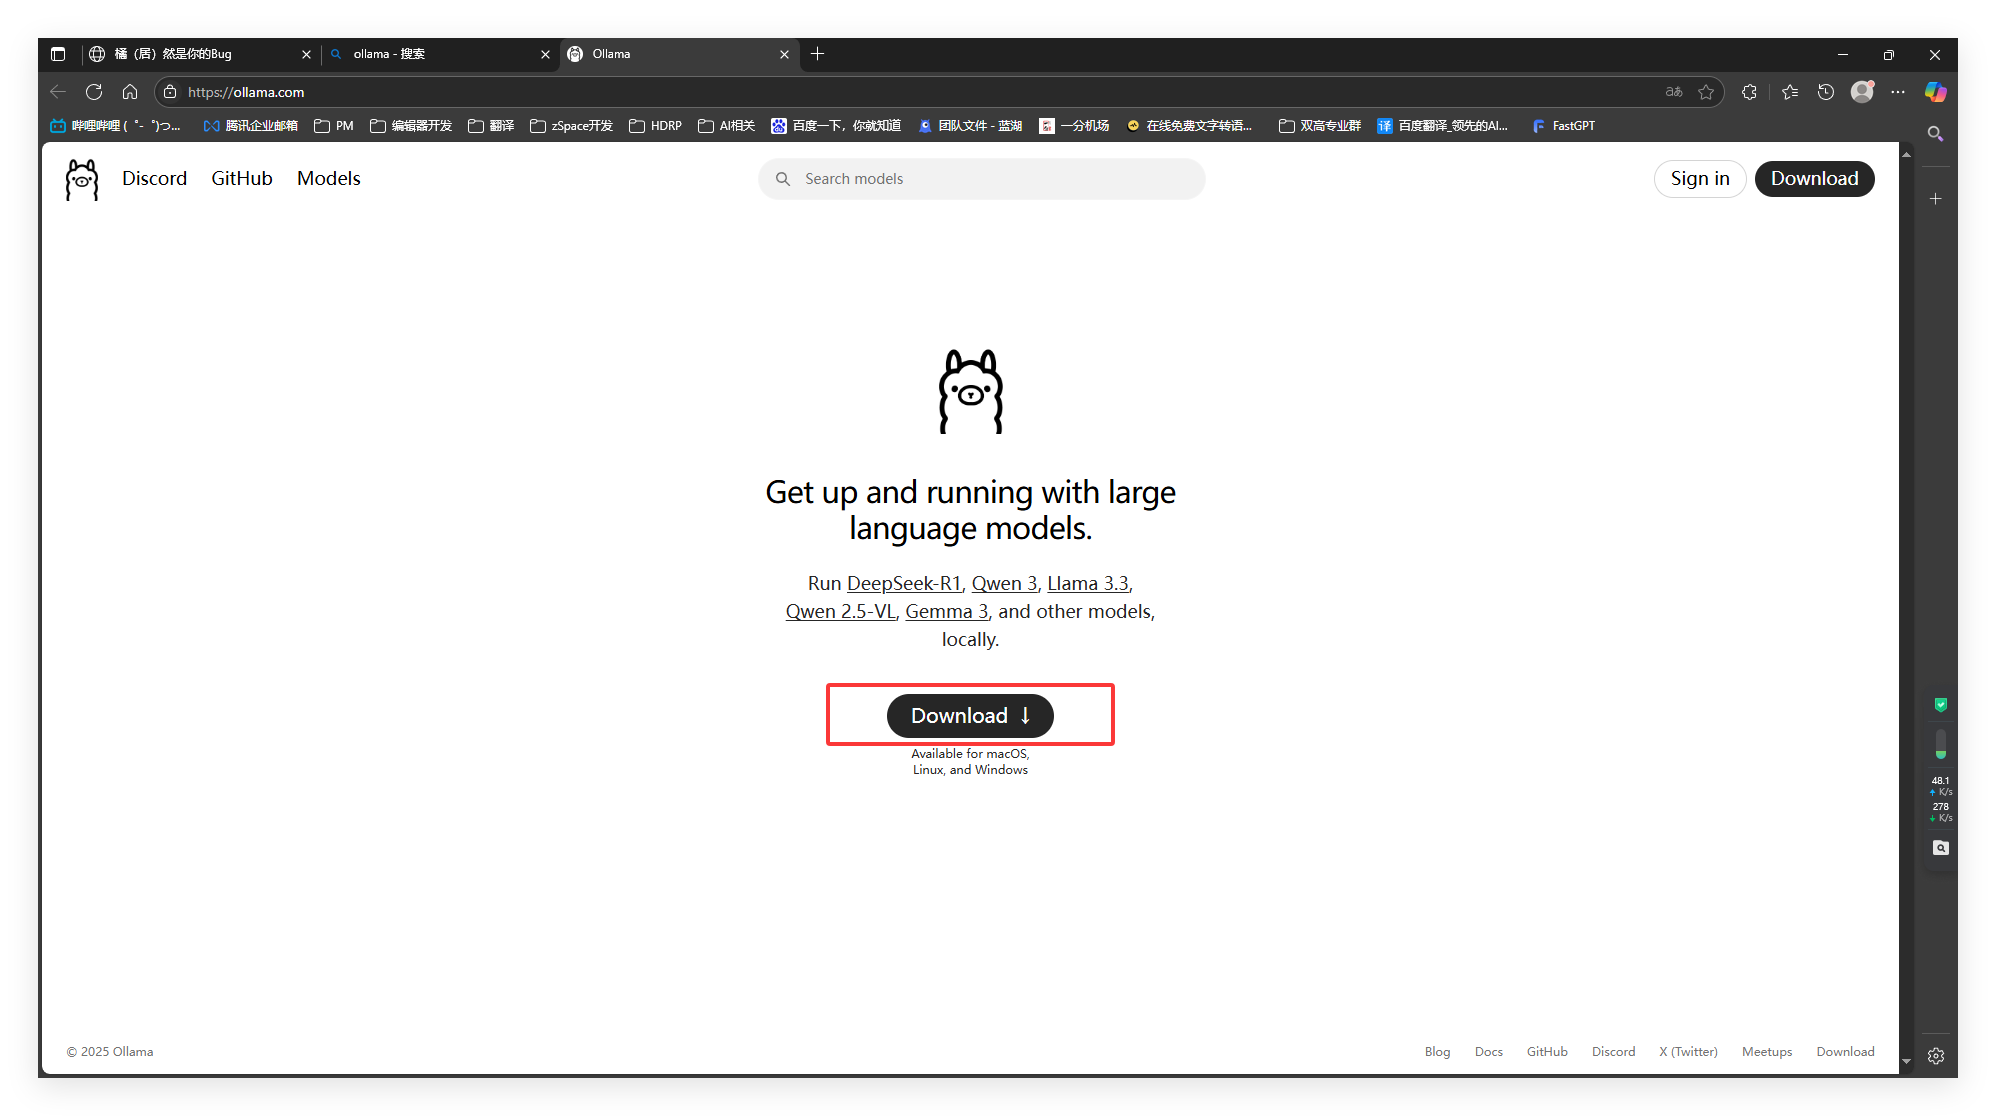 橘（居）然是你的Bug
ollama - 搜索
Ollama
https://ollama.com
哔哩哔哩 (゜-゜)つ...
腾讯企业邮箱
PM
编辑器开发
翻译
zSpace开发
HDRP
AI相关
百度一下，你就知道
团队文件 - 蓝湖
一分机场
在线免费文字转语...
双高专业群
译
百度翻译_领先的AI...
FastGPT
Discord
GitHub
Models
Search models
Sign in
Download
Get up and running with large
language models.
Run DeepSeek-R1, Qwen 3, Llama 3.3,
Qwen 2.5-VL, Gemma 3, and other models,
locally.
Download ↓
Available for macOS,
Linux, and Windows
48.1
K/s
278
K/s
© 2025 Ollama
Blog
Docs
GitHub
Discord
X (Twitter)
Meetups
Download